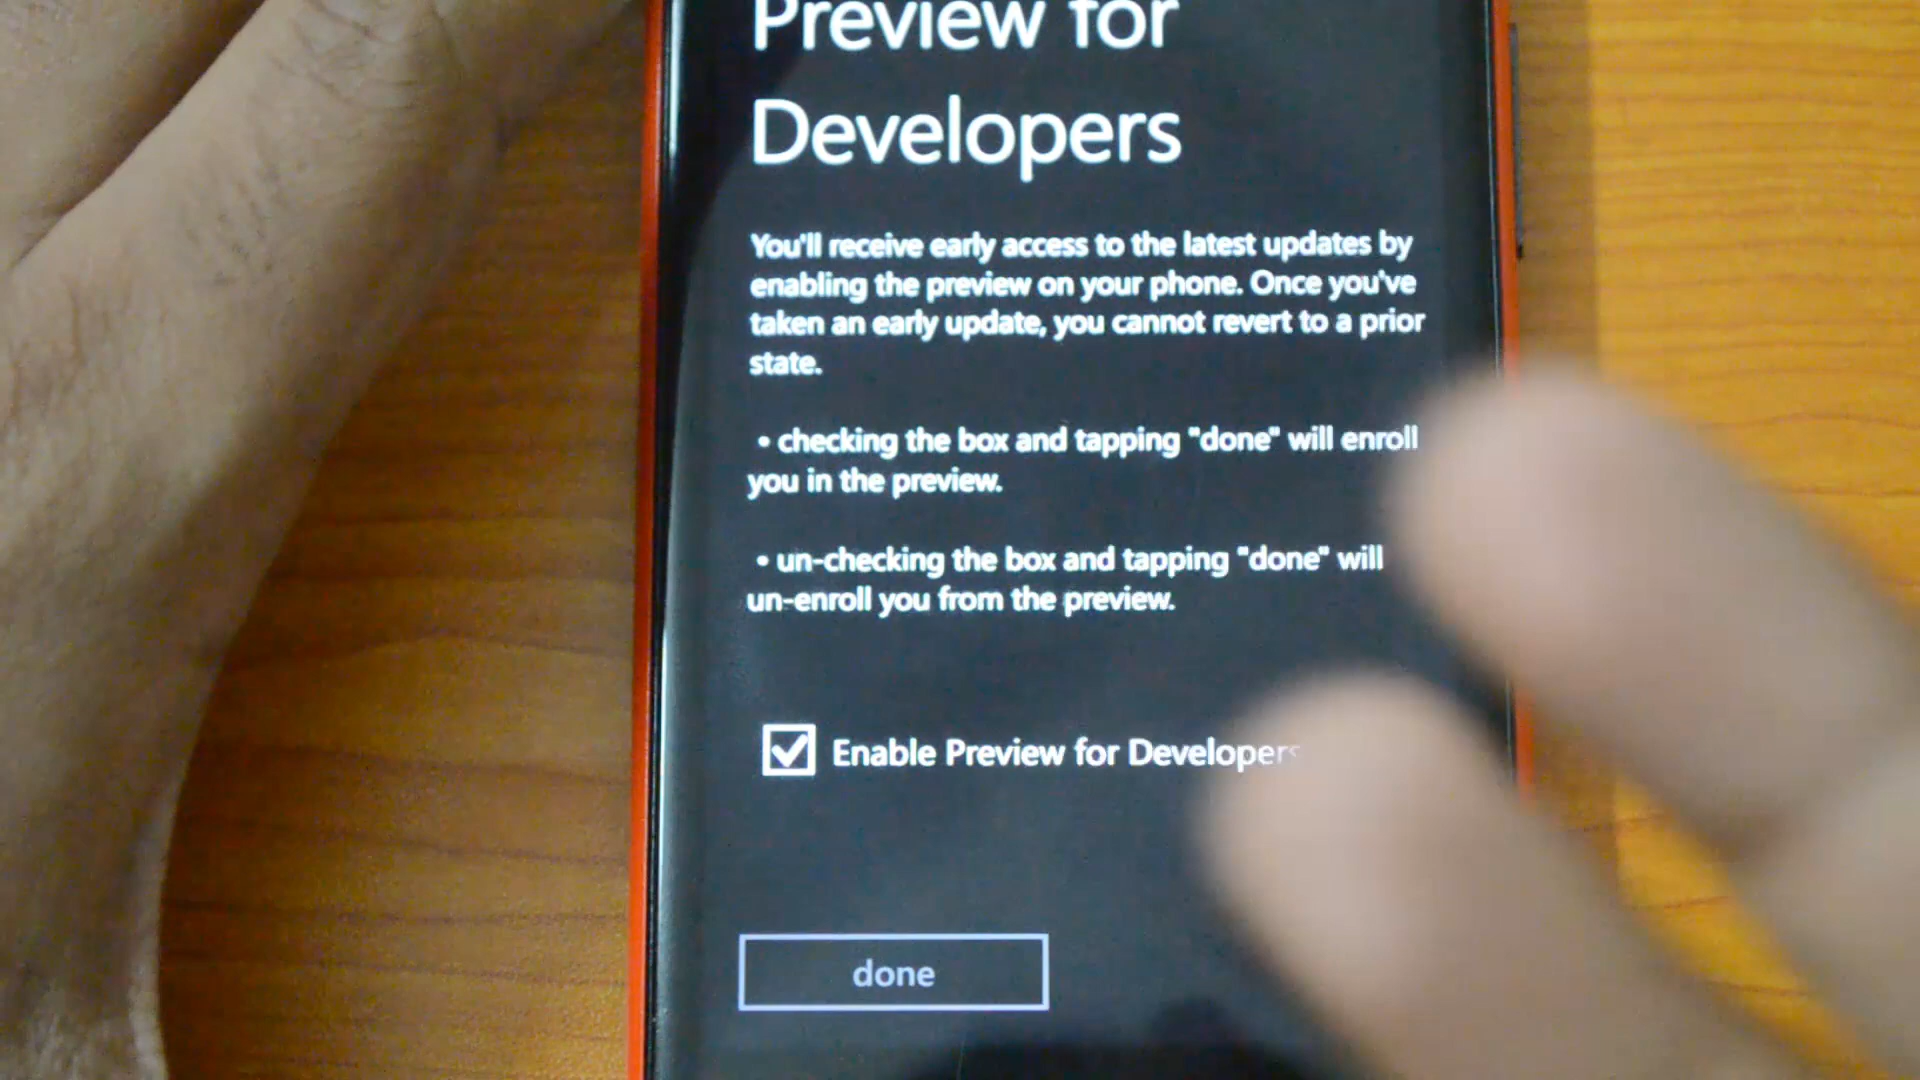 Preview for
Developers
You'll receive early access to the latest updates by
enabling the preview on your phone. Once you've
taken an early update, you cannot revert to a prior
state.
• checking the box and tapping "done" will enroll
you in the preview.
• un-checking the box and tapping "done" will
un-enroll you from the preview.
Enable Preview for Developers
done